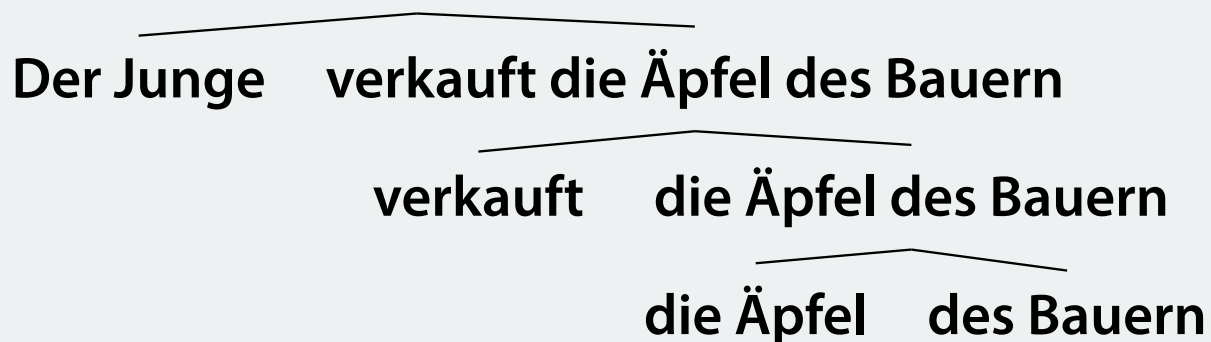 Der Junge verkauft die Äpfel des Bauern
verkauft die Äpfel des Bauern
die Äpfel des Bauern